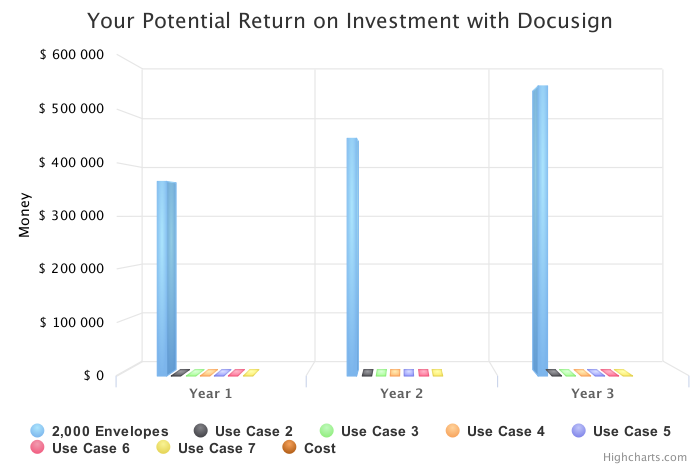 Your Potential Return on Investment with Docusign
$ 600 000
$ 500 000
$ 400 000
$ 300 000
$ 200 000
$ 100 000
$ 0
Money
Year 1 Year 2 Year 3
2,000 Envelopes Use Case 2 Use Case 3 Use Case 4 Use Case 5
Use Case 6 Use Case 7 Cost
Highcharts.com